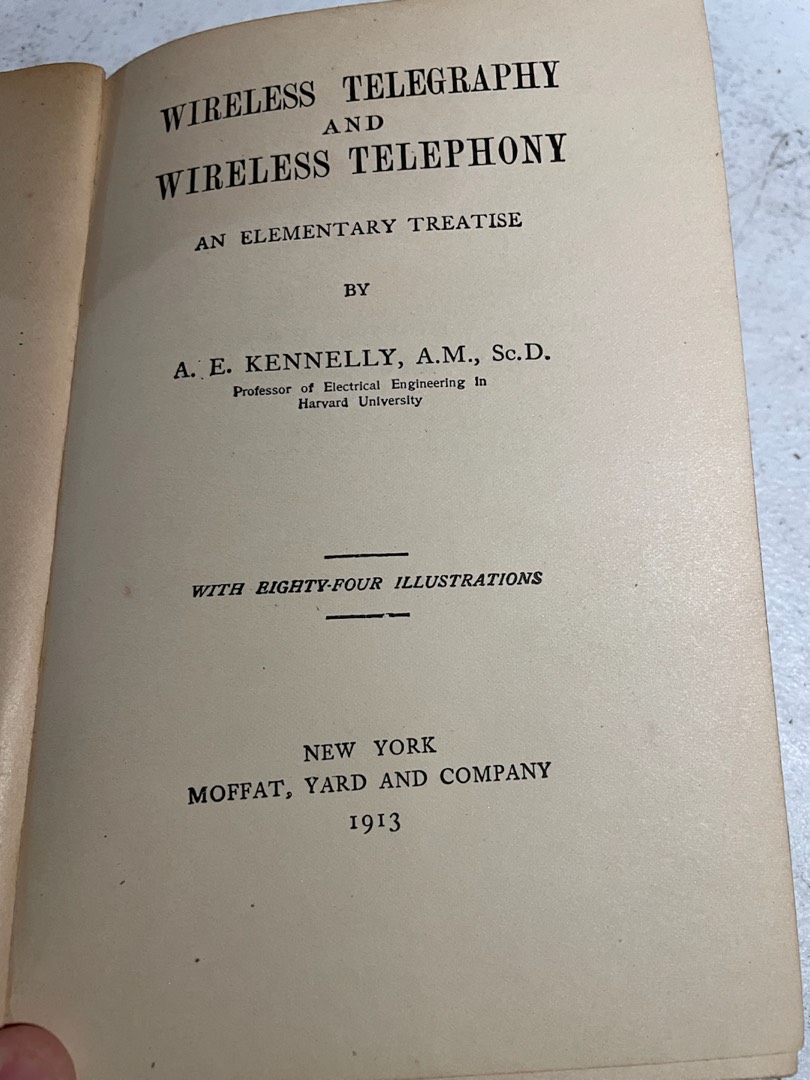 WIRELESS TELEGRAPHY
AND
WIRELESS TELEPHONY
AN ELEMENTARY TREATISE
BY
A. E. KENNELLY, A.M., Sc.D.
Professor of Electrical Engineering in
Harvard University
WITH EIGHTY-FOUR ILLUSTRATIONS
NEW YORK
MOFFAT, YARD AND COMPANY
1913